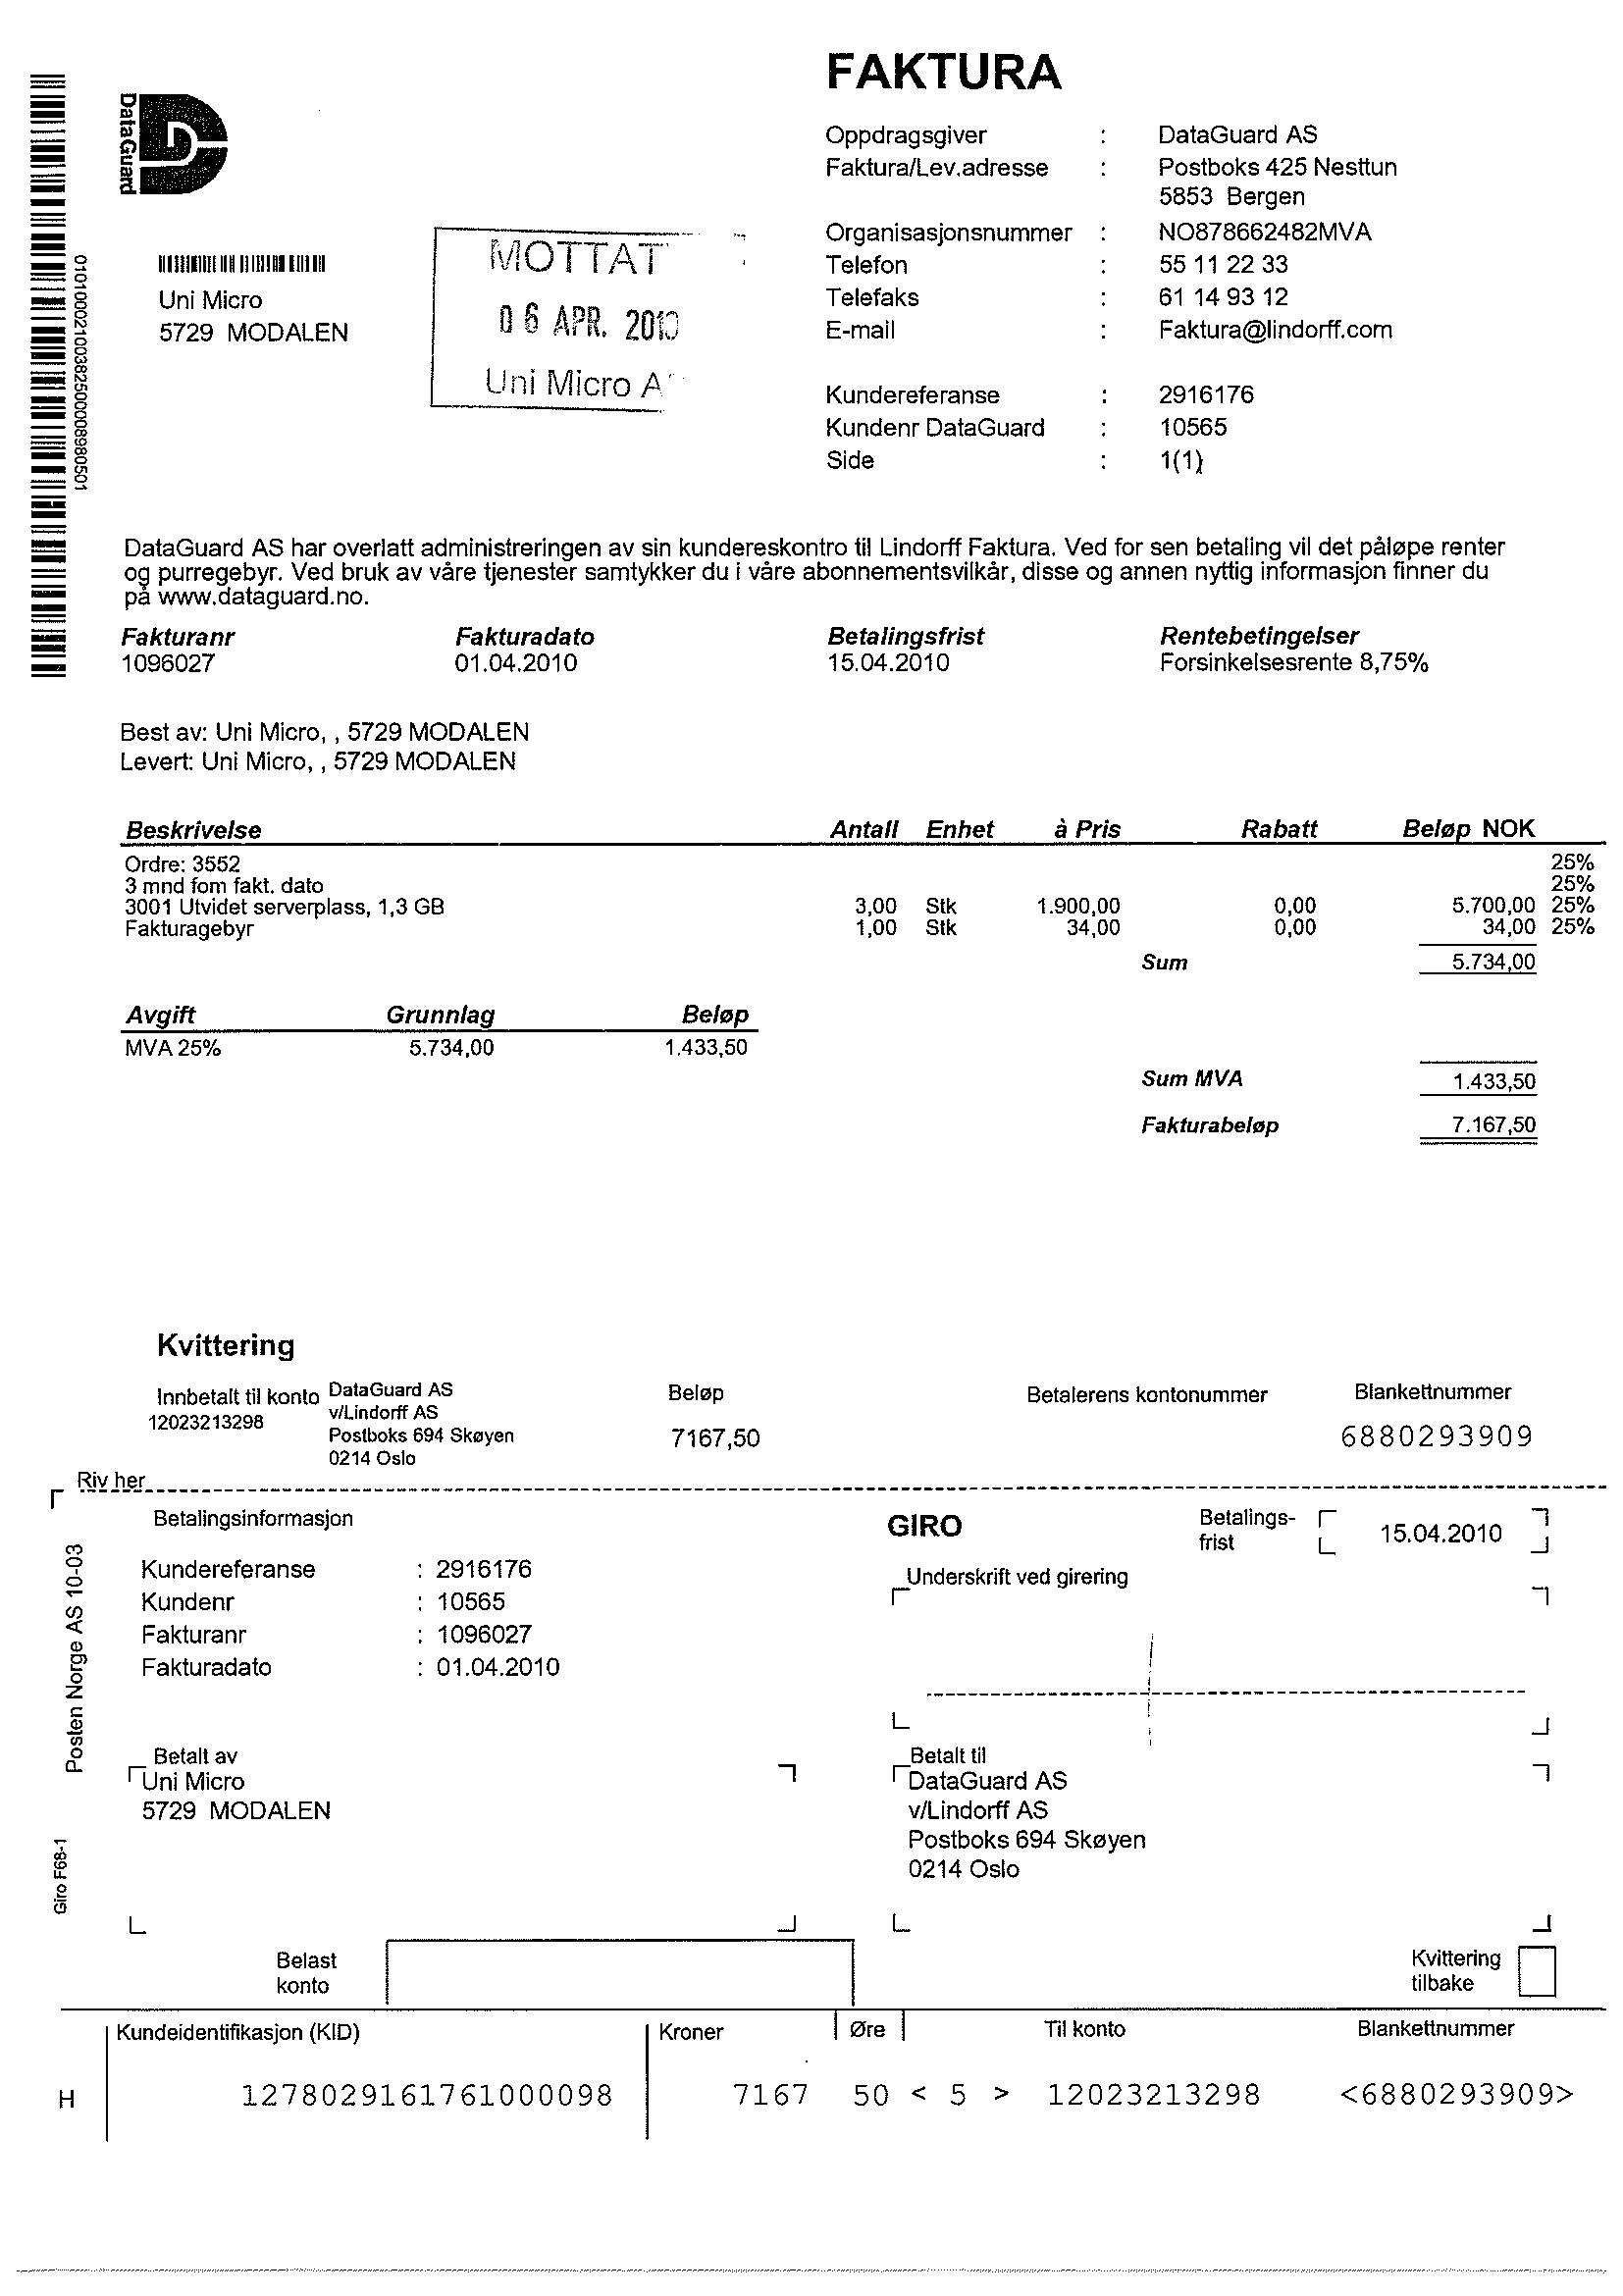 FAKTURA
DataGuard
Oppdragsgiver : DataGuard AS
Faktura/Lev.adresse : Postboks 425 Nesttun
5853 Bergen
Organisasjonsnummer : NO878662482MVA
Telefon : 55 11 22 33
Telefaks : 61 14 93 12
E-mail : Faktura@lindorff.com
Kundereferanse : 2916176
Kundenr DataGuard : 10565
Side : 1(1)
Uni Micro
5729 MODALEN
MOTTAT
06 APR. 2010
Uni Micro A
DataGuard AS har overlatt administreringen av sin kundereskontro til Lindorff Faktura. Ved for sen betaling vil det påløpe renter
og purregebyr. Ved bruk av våre tjenester samtykker du i våre abonnementsvilkår, disse og annen nyttig informasjon finner du
på www.dataguard.no.
Fakturanr Fakturadato Betalingsfrist Rentebetingelser
1096027 01.04.2010 15.04.2010 Forsinkelsesrente 8,75%
Best av: Uni Micro, , 5729 MODALEN
Levert: Uni Micro, , 5729 MODALEN
Beskrivelse Antall Enhet à Pris Rabatt Beløp NOK
Ordre: 3552 25%
3 mnd fom fakt. dato 25%
3001 Utvidet serverplass, 1,3 GB 3,00 Stk 1.900,00 0,00 5.700,00 25%
Fakturagebyr 1,00 Stk 34,00 0,00 34,00 25%
Sum 5.734,00
Avgift Grunnlag Beløp
MVA 25% 5.734,00 1.433,50
Sum MVA 1.433,50
Fakturabeløp 7.167,50
Kvittering
Innbetalt til konto DataGuard AS Beløp Betalerens kontonummer Blankettnummer
12023213298 v/Lindorff AS
Postboks 694 Skøyen 7167,50 6880293909
0214 Oslo
Riv her
Betalingsinformasjon GIRO Betalings-
frist 15.04.2010
Kundereferanse : 2916176 Underskrift ved girering
Kundenr : 10565
Fakturanr : 1096027
Fakturadato : 01.04.2010
Posten Norge AS 10-03
Betalt av Betalt til
Uni Micro DataGuard AS
5729 MODALEN v/Lindorff AS
Postboks 694 Skøyen
0214 Oslo
Giro F68-1
Belast
konto
Kvittering
tilbake
Kundeidentifikasjon (KID) Kroner Øre Til konto Blankettnummer
H 1278029161761000098 7167 50 < 5 > 12023213298 <6880293909>